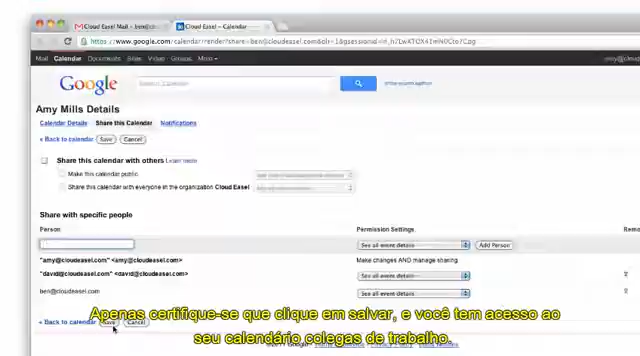 Cloud Ease! Mail - ben@c
Cloud Easel - Calendar
Mail Calendar Documents Sites Video Groups More
Google
Amy Mills Details
Calendar Details Share this Calendar Notifications
« Back to calendar Save Cancel
Share this calendar with others Learn more
Make this calendar public
Share this calendar with everyone in the organization Cloud Easel
Share with specific people
Person Permission Settings
See all event details Add Person
"amy@cloudeasel.com" <amy@cloudeasel.com> Make changes AND manage sharing
"david@cloudeasel.com" <david@cloudeasel.com> See all event details
ben@cloudeasel.com See all event details
Apenas certifique-se que clique em salvar, e você tem acesso ao
« Back to calendar Save Cancel
seu calendário colegas de trabalho.